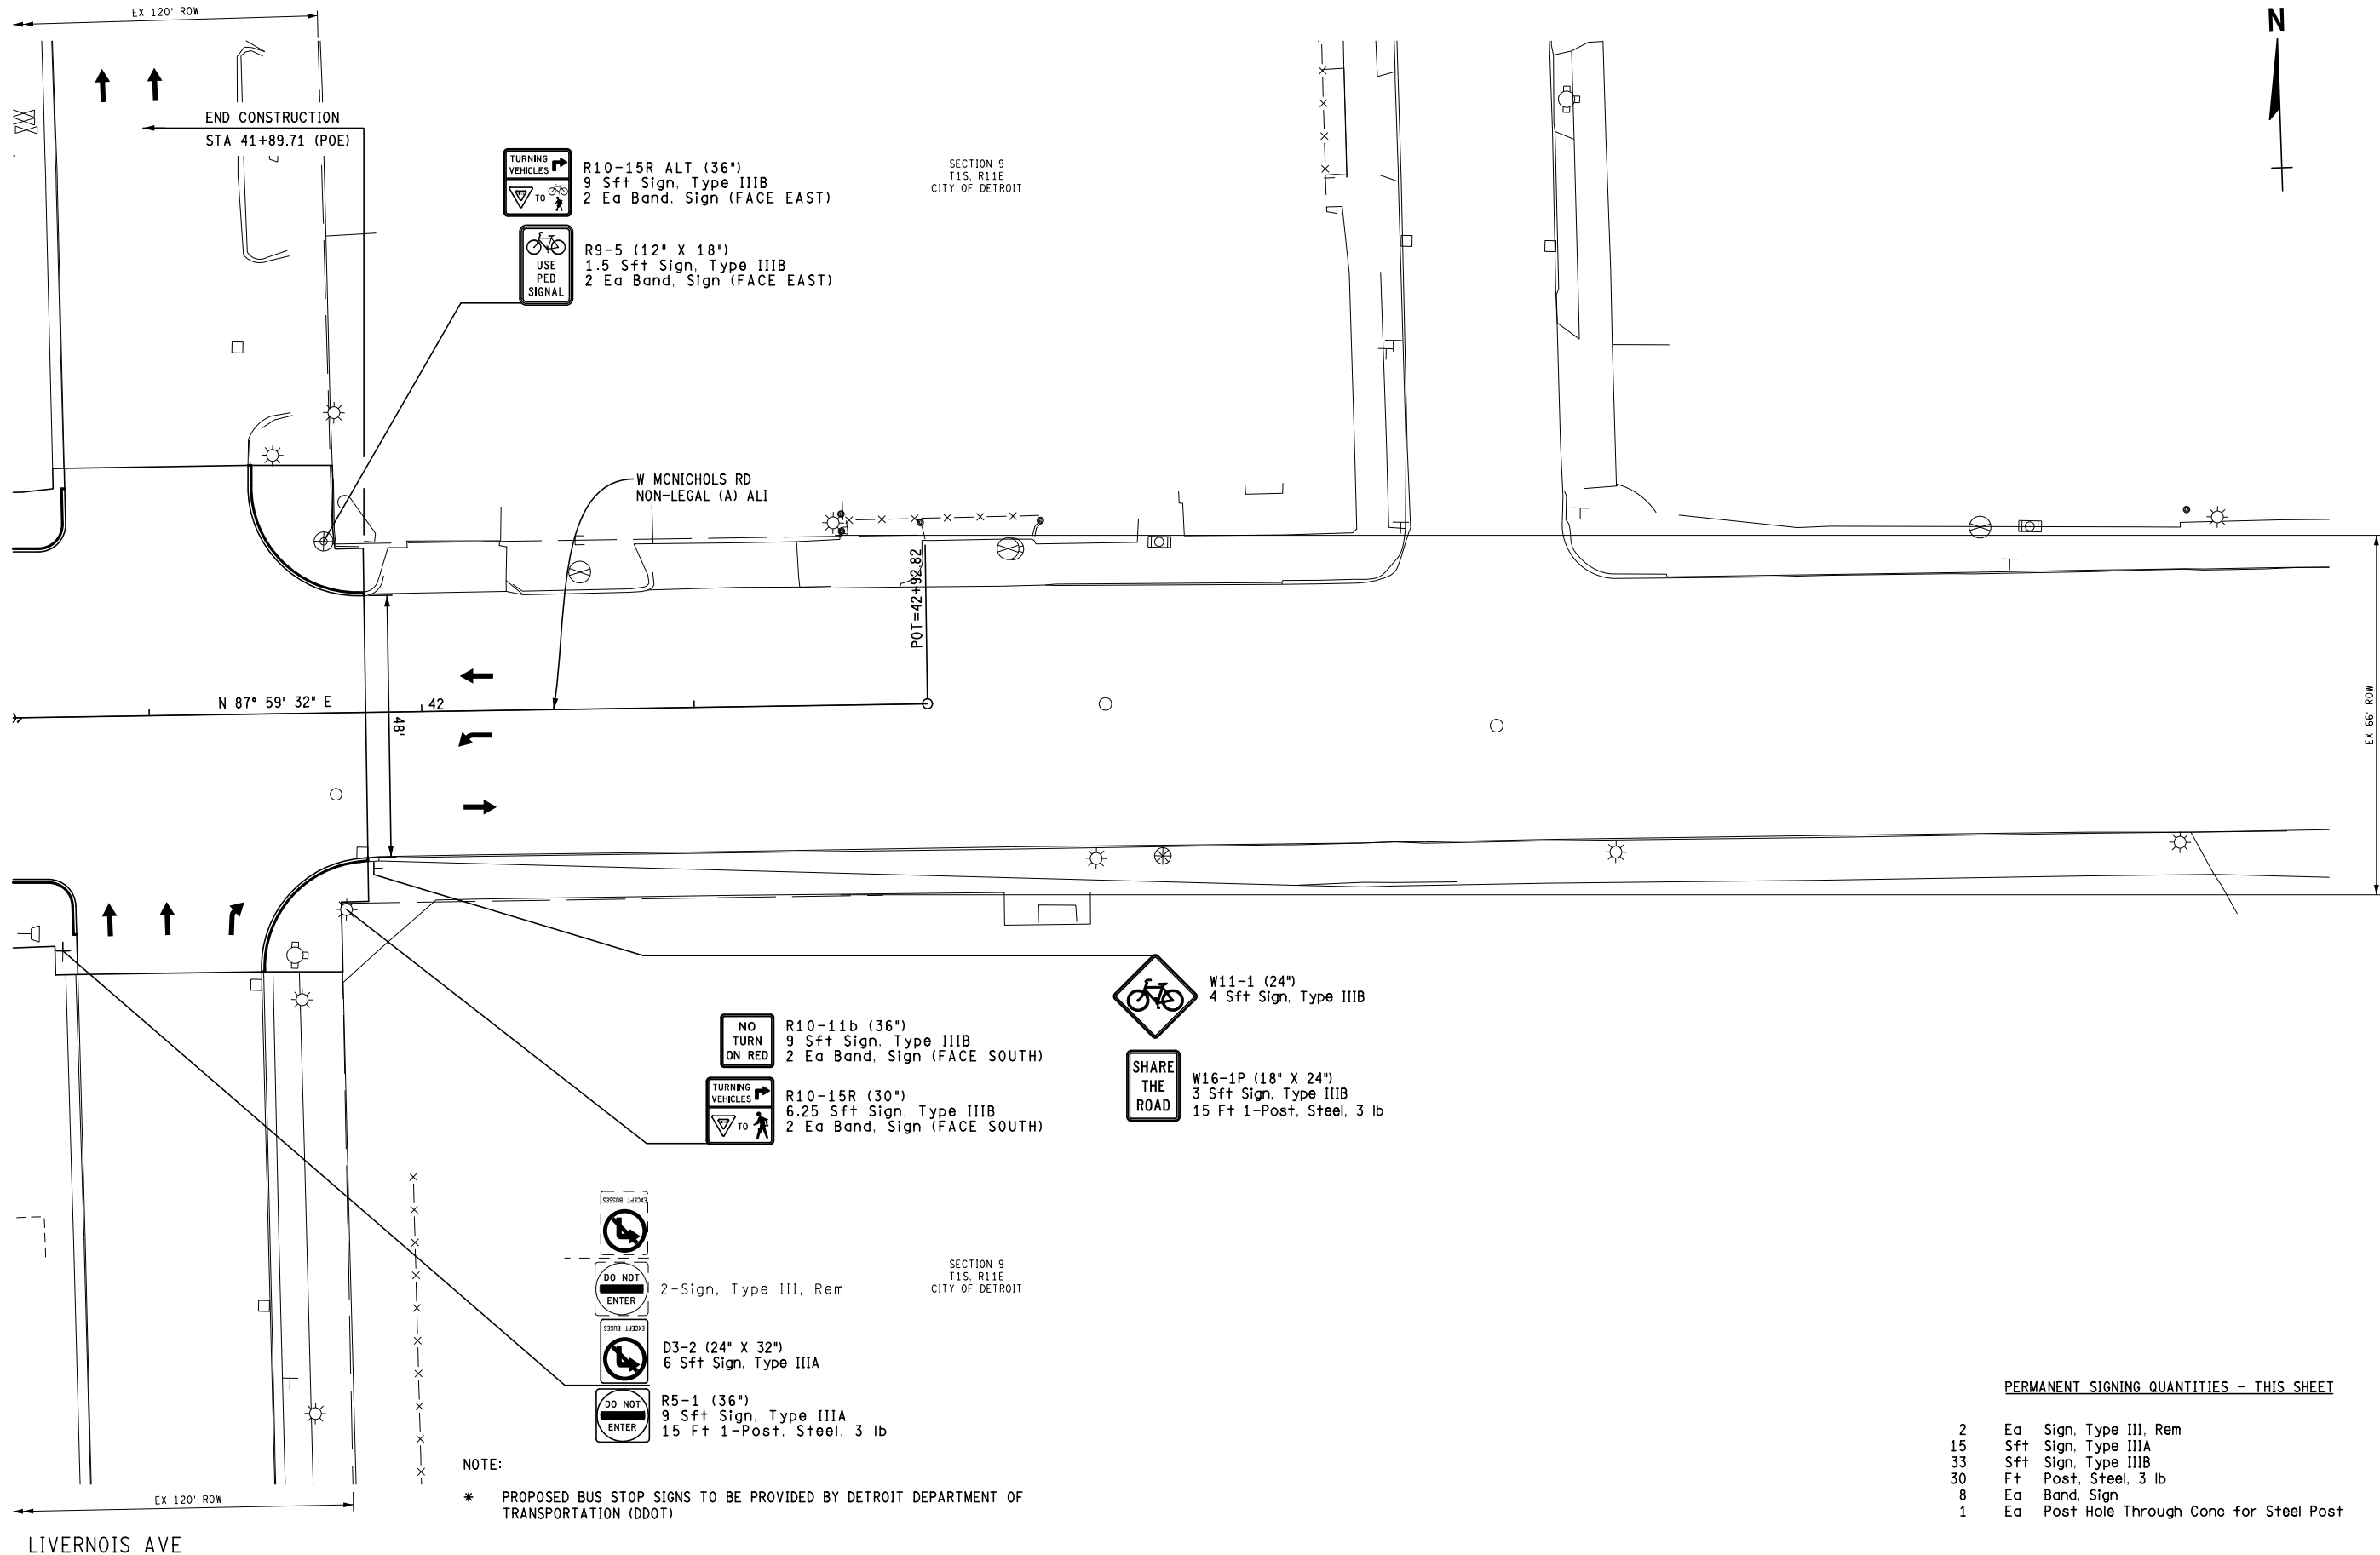 EX 120' ROW
N
END CONSTRUCTION
STA 41+89.71 (POE)
TURNING
VEHICLES
TO
R10-15R ALT (36")
9 Sft Sign, Type IIIB
2 Ea Band, Sign (FACE EAST)
SECTION 9
T1S, R11E
CITY OF DETROIT
USE
PED
SIGNAL
R9-5 (12" X 18")
1.5 Sft Sign, Type IIIB
2 Ea Band, Sign (FACE EAST)
W MCNICHOLS RD
NON-LEGAL (A) ALI
POT=42+92.82
N 87° 59' 32" E
42
48'
EX 66' ROW
W11-1 (24")
4 Sft Sign, Type IIIB
NO
TURN
ON RED
R10-11b (36")
9 Sft Sign, Type IIIB
2 Ea Band, Sign (FACE SOUTH)
SHARE
THE
ROAD
W16-1P (18" X 24")
3 Sft Sign, Type IIIB
15 Ft 1-Post, Steel, 3 lb
TURNING
VEHICLES
TO
R10-15R (30")
6.25 Sft Sign, Type IIIB
2 Ea Band, Sign (FACE SOUTH)
EXCEPT BUSSES
DO NOT
ENTER
2-Sign, Type III, Rem
SECTION 9
T1S, R11E
CITY OF DETROIT
EXCEPT BUSSES
D3-2 (24" X 32")
6 Sft Sign, Type IIIA
DO NOT
ENTER
R5-1 (36")
9 Sft Sign, Type IIIA
15 Ft 1-Post, Steel, 3 lb
NOTE:
* PROPOSED BUS STOP SIGNS TO BE PROVIDED BY DETROIT DEPARTMENT OF
TRANSPORTATION (DDOT)
PERMANENT SIGNING QUANTITIES - THIS SHEET
2 Ea Sign, Type III, Rem
15 Sft Sign, Type IIIA
33 Sft Sign, Type IIIB
30 Ft Post, Steel, 3 lb
8 Ea Band, Sign
1 Ea Post Hole Through Conc for Steel Post
EX 120' ROW
LIVERNOIS AVE